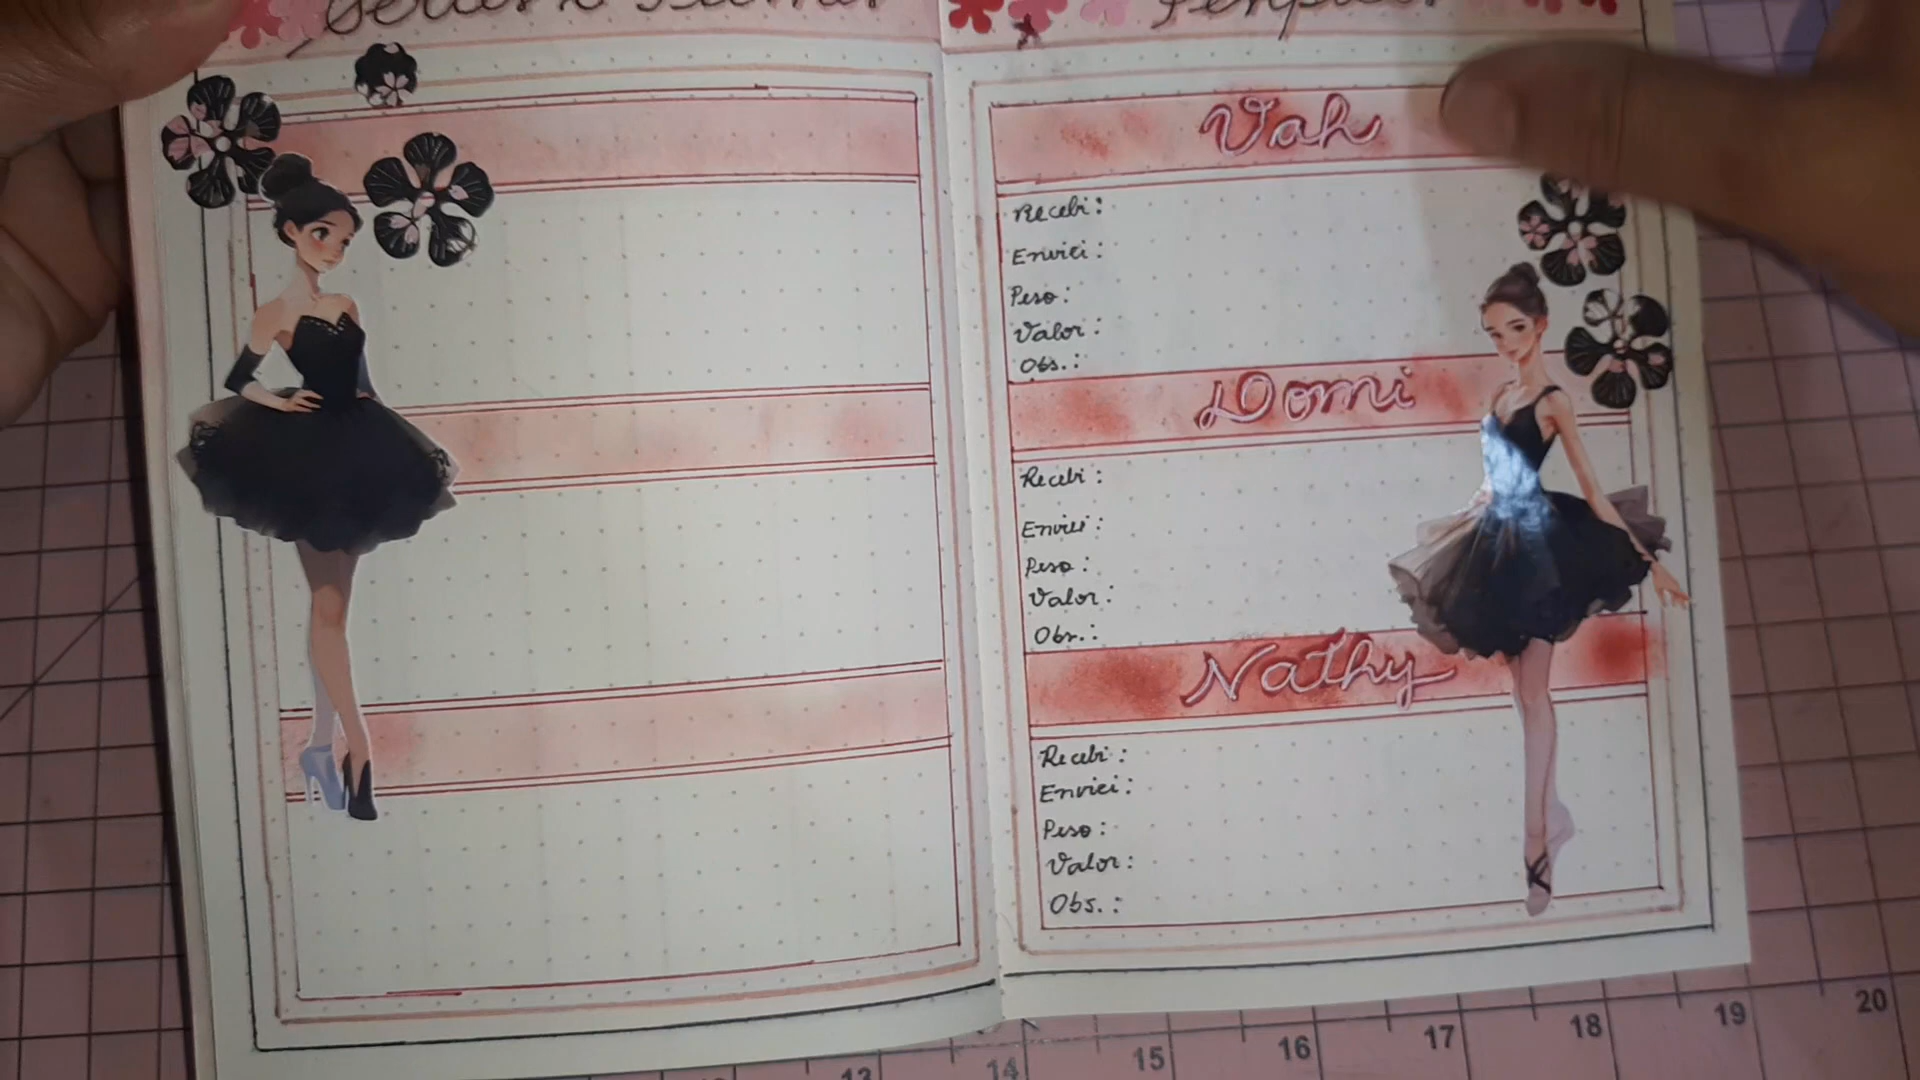 Vah
Recebi:
Enviei:
Peso:
Valor:
Obs.:
Domi
Recebi:
Enviei:
Peso:
Valor:
Obs.:
Nathy
Recebi:
Enviei:
Peso:
Valor:
Obs.:
13 14 15 16 17 18 19 20